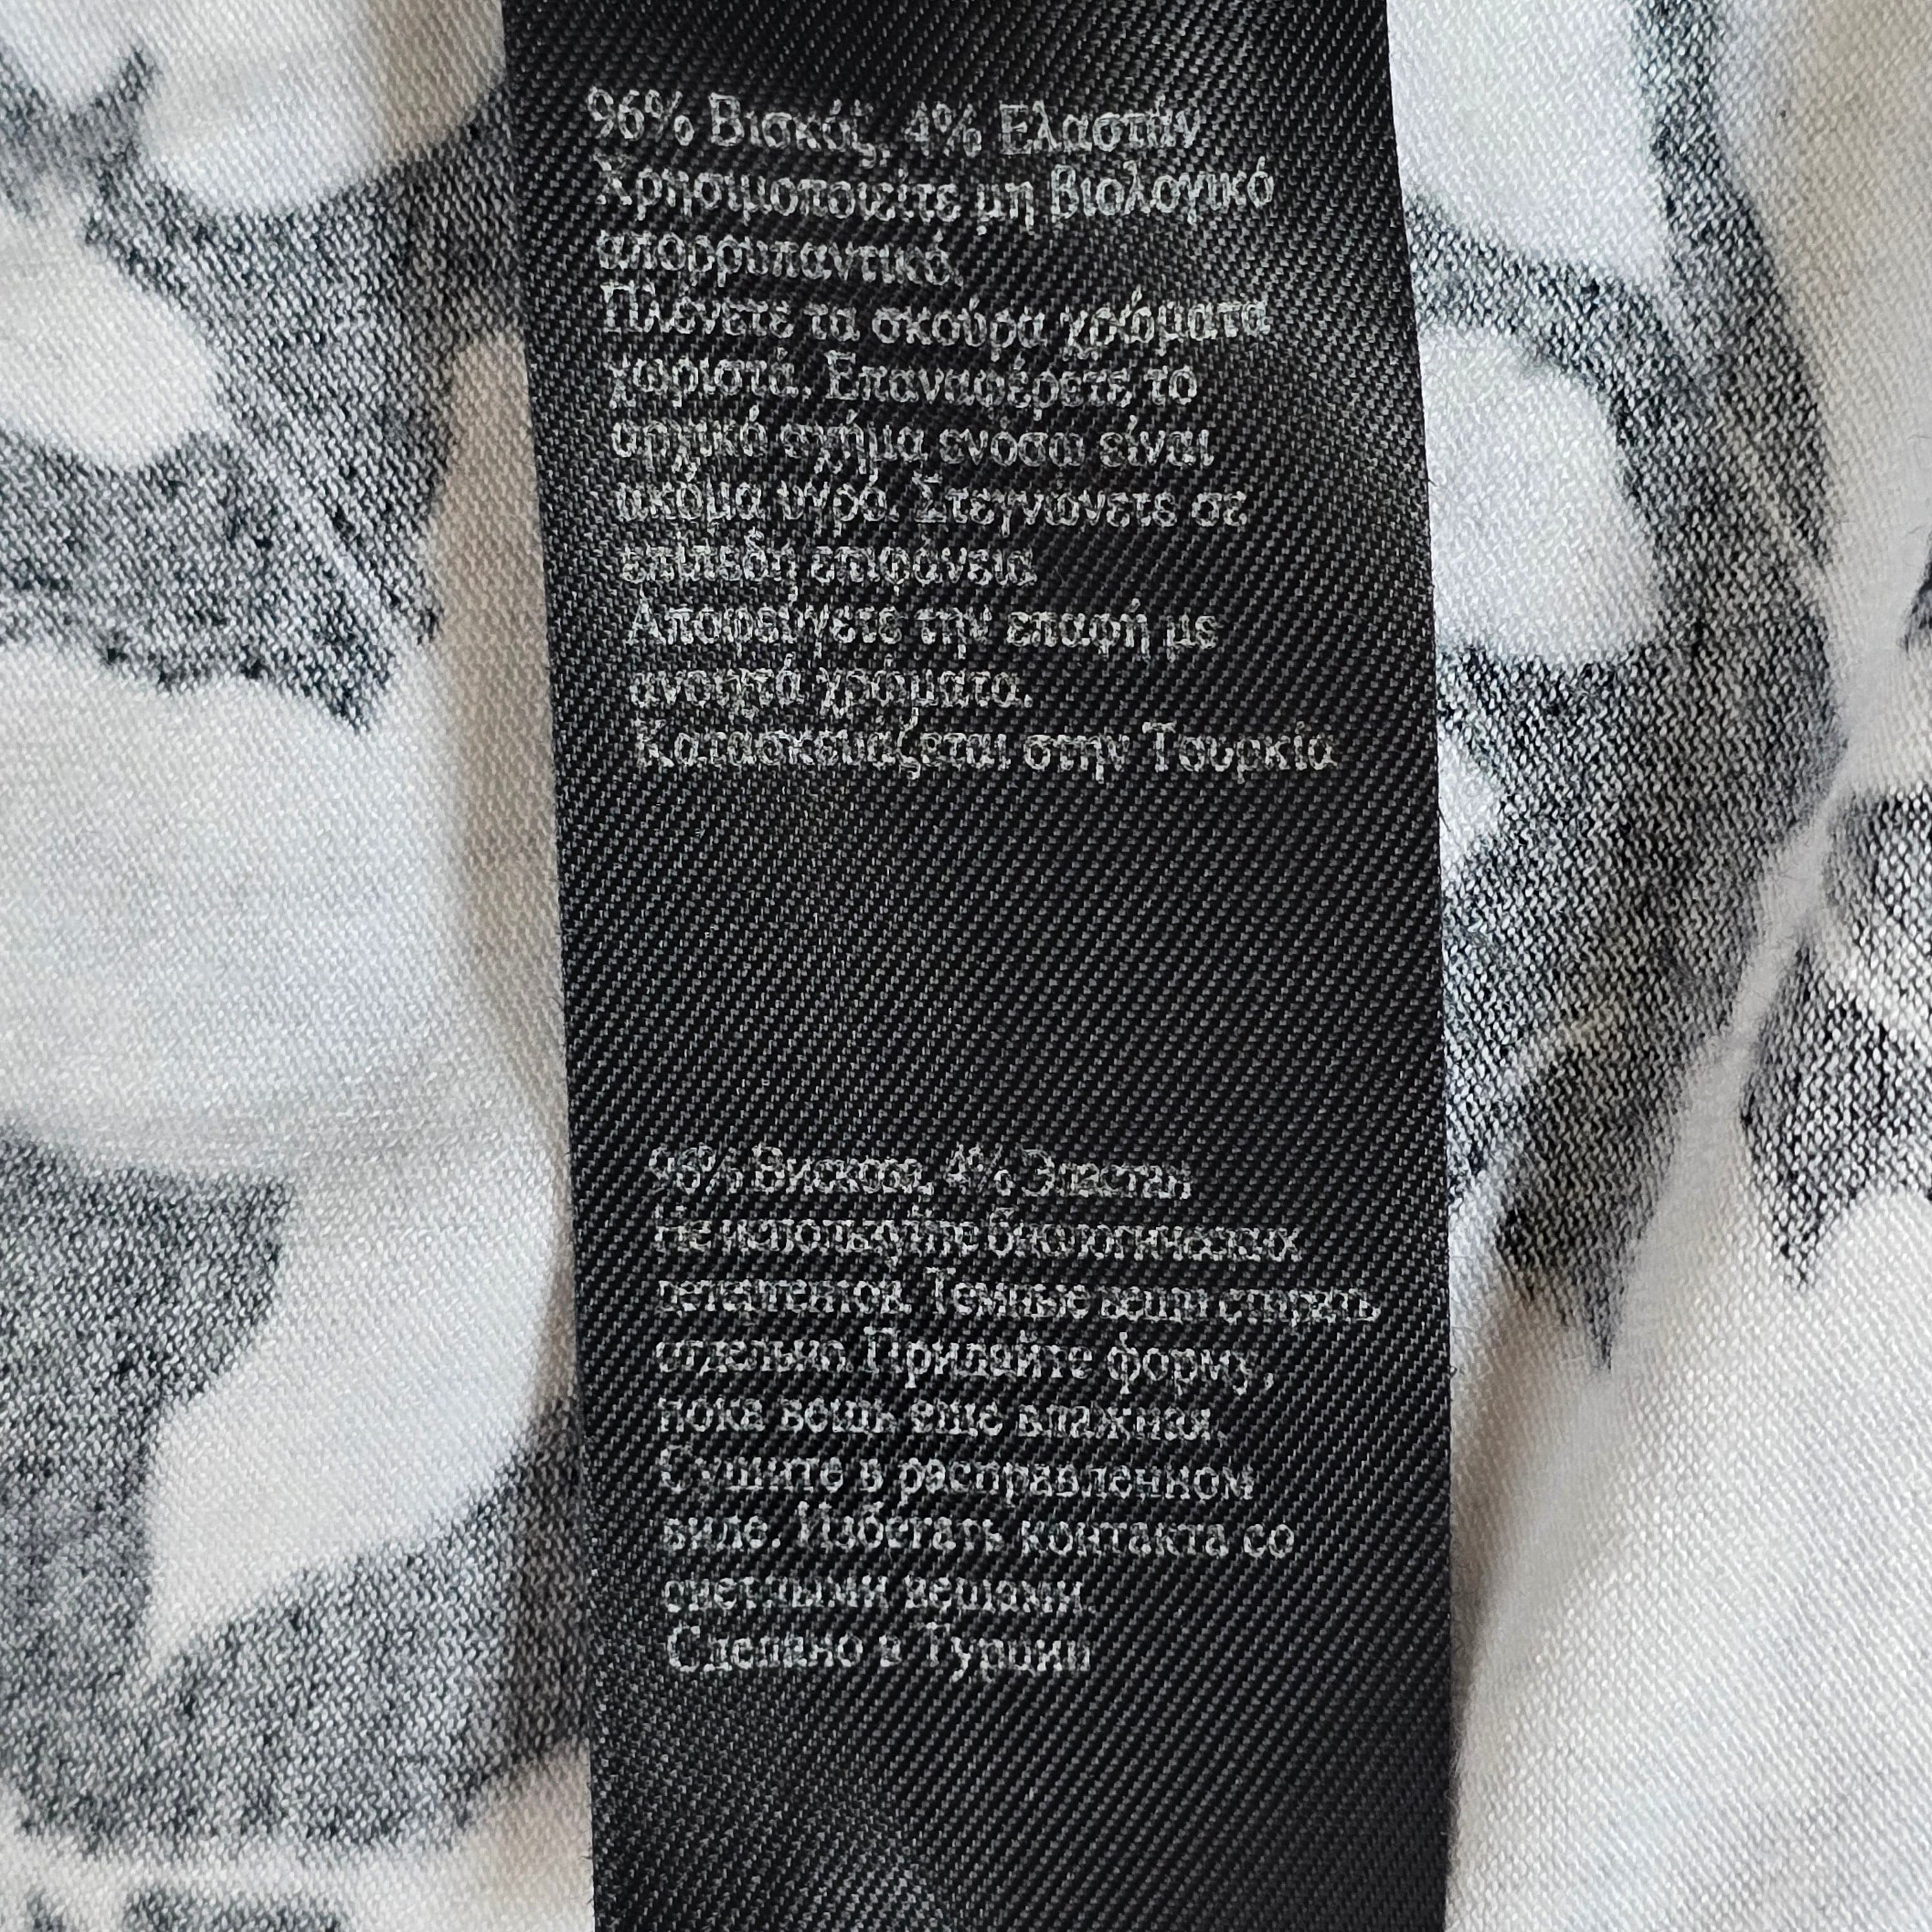 96% Βισκόζ, 4% Ελαστάν
Χρησιμοποιείτε μη βιολογικό
απορρυπαντικό.
Πλένετε τα σκούρα χρώματα
χωριστά. Επαναφέρετε το
αρχικό σχήμα ενόσω είναι
ακόμα υγρό. Στεγνώνετε σε
επίπεδη επιφάνεια.
Αποφεύγετε την επαφή με
ανοιχτά χρώματα.
Κατασκευάζεται στην Τουρκία
96% Вискоза, 4% Эластан
Не используйте биологических
детергентов. Темные вещи стирать
отдельно. Придайте форму,
пока вещь еще влажная.
Сушите в расправленном
виде. Избегать контакта со
светлыми вещами.
Сделано в Турции